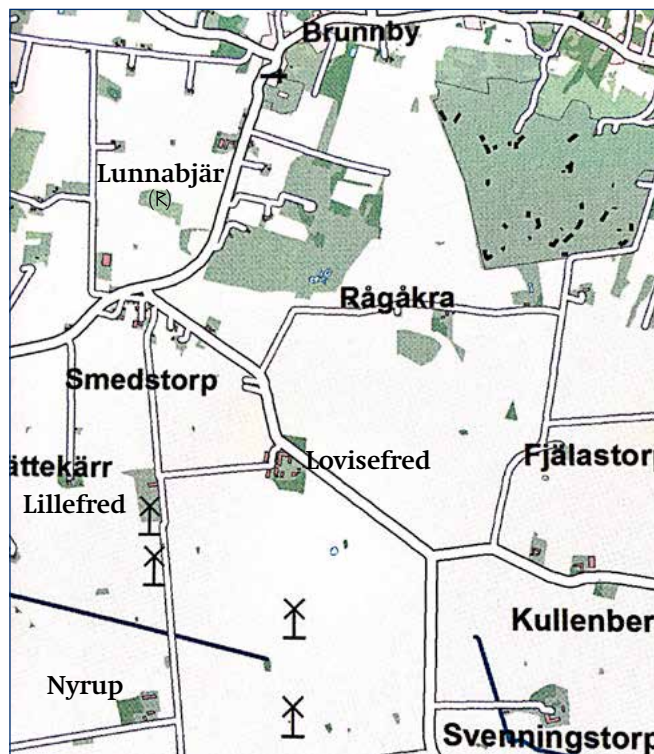 Brunnby
Lunnabjär
(R)
Rågåkra
Smedstorp
Lovisefred
ättekärr
Fjälastorp
Lillefred
Kullenber
Nyrup
Svenningstorp